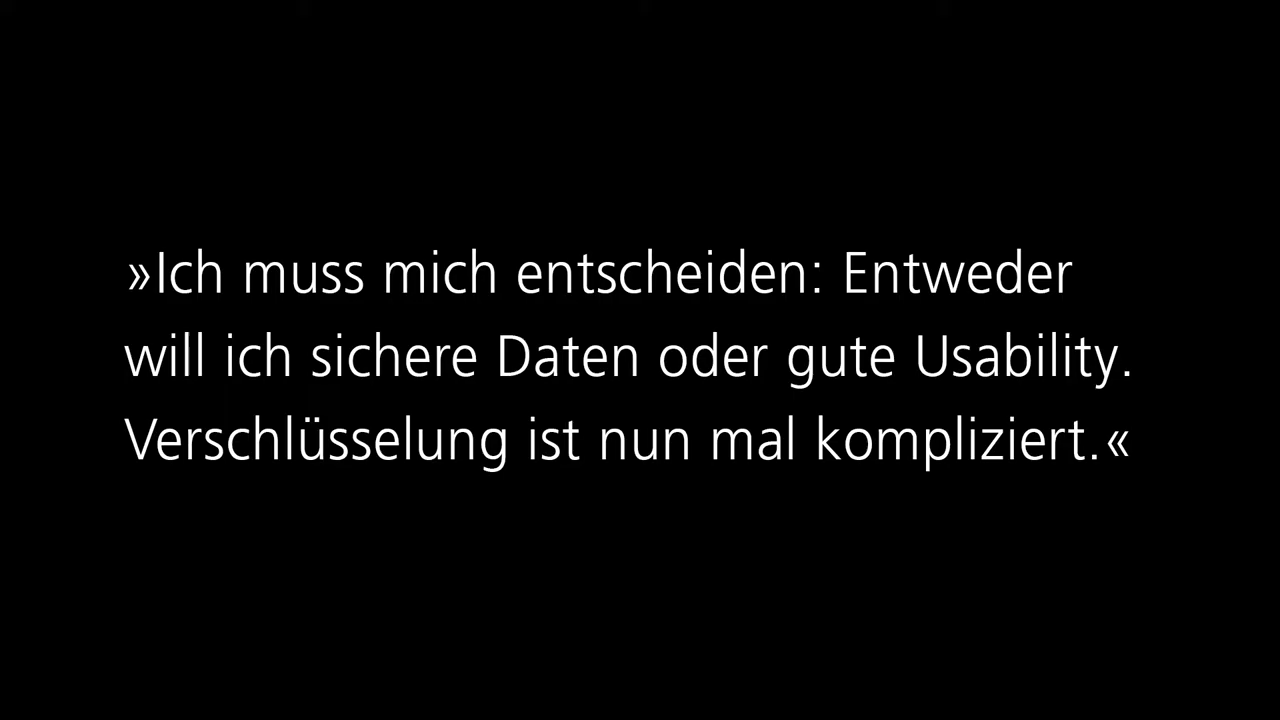 »Ich muss mich entscheiden: Entweder
will ich sichere Daten oder gute Usability.
Verschlüsselung ist nun mal kompliziert.«